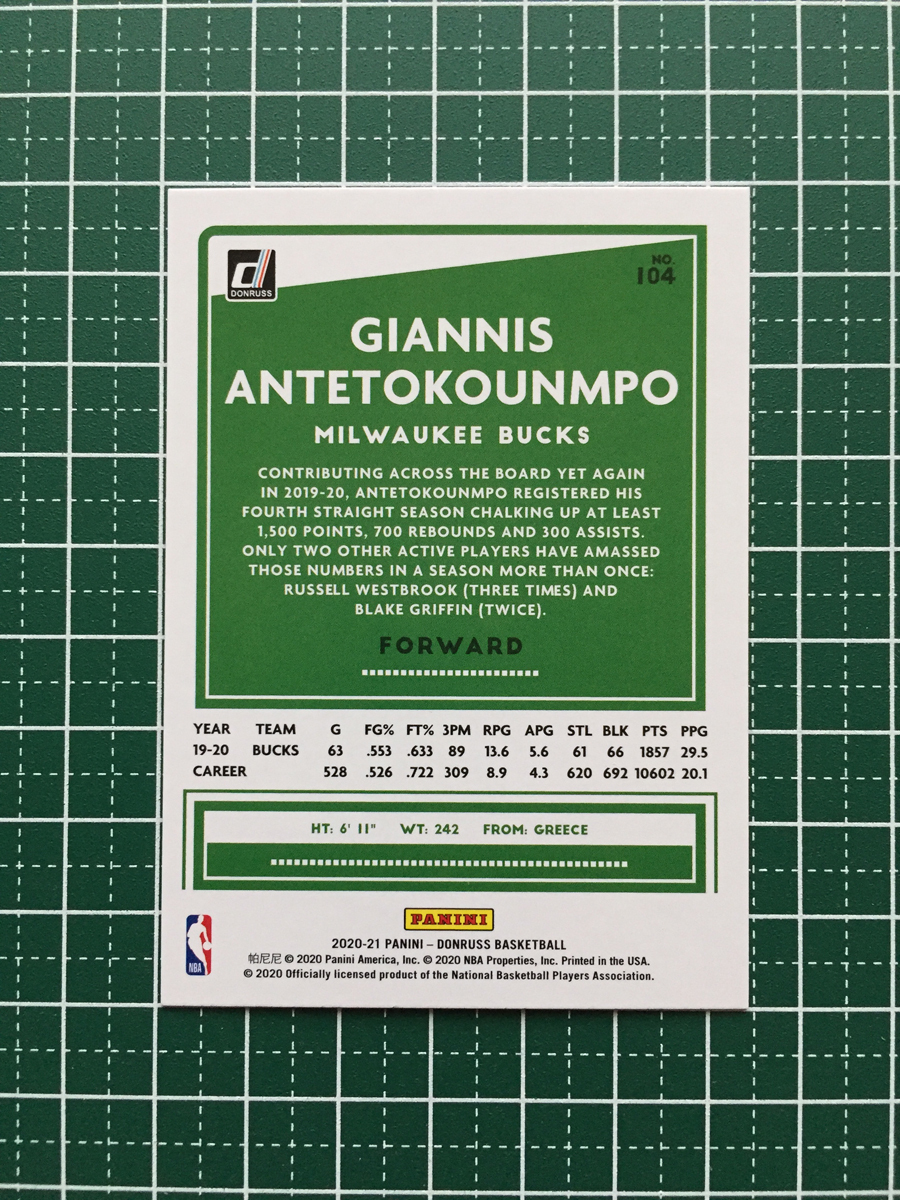 DONRUSS
NO.
104
GIANNIS
ANTETOKOUNMPO
MILWAUKEE BUCKS
CONTRIBUTING ACROSS THE BOARD YET AGAIN
IN 2019-20, ANTETOKOUNMPO REGISTERED HIS
FOURTH STRAIGHT SEASON CHALKING UP AT LEAST
1,500 POINTS, 700 REBOUNDS AND 300 ASSISTS.
ONLY TWO OTHER ACTIVE PLAYERS HAVE AMASSED
THOSE NUMBERS IN A SEASON MORE THAN ONCE:
RUSSELL WESTBROOK (THREE TIMES) AND
BLAKE GRIFFIN (TWICE).
FORWARD
YEAR TEAM G FG% FT% 3PM RPG APG STL BLK PTS PPG
19-20 BUCKS 63 .553 .633 89 13.6 5.6 61 66 1857 29.5
CAREER 528 .526 .722 309 8.9 4.3 620 692 10602 20.1
HT: 6' 11" WT: 242 FROM: GREECE
PANINI
NBA
2020-21 PANINI – DONRUSS BASKETBALL
帕尼尼 © 2020 Panini America, Inc. © 2020 NBA Properties, Inc. Printed in the USA.
© 2020 Officially licensed product of the National Basketball Players Association.